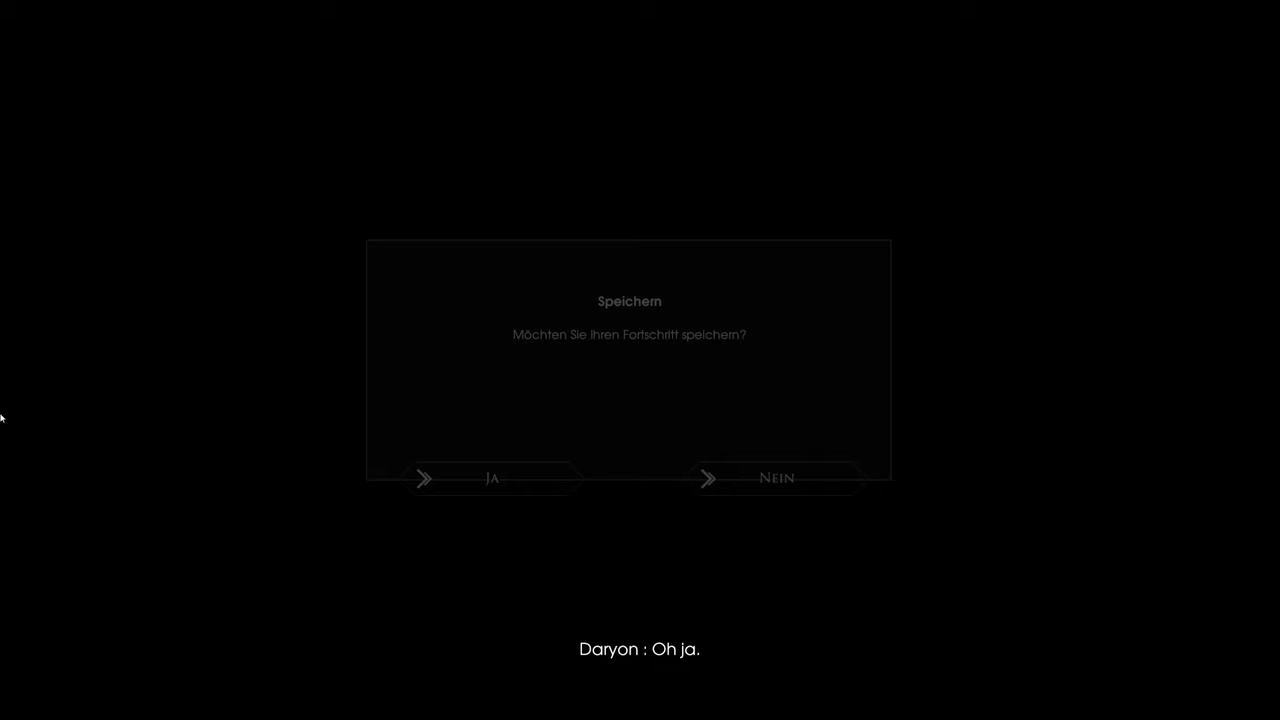 Speichern
Möchten Sie Ihren Fortschritt speichern?
Ja
Nein
Daryon : Oh ja.